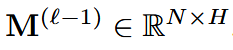 𝐌^(ℓ−1) ∈ ℝ^{N×H}